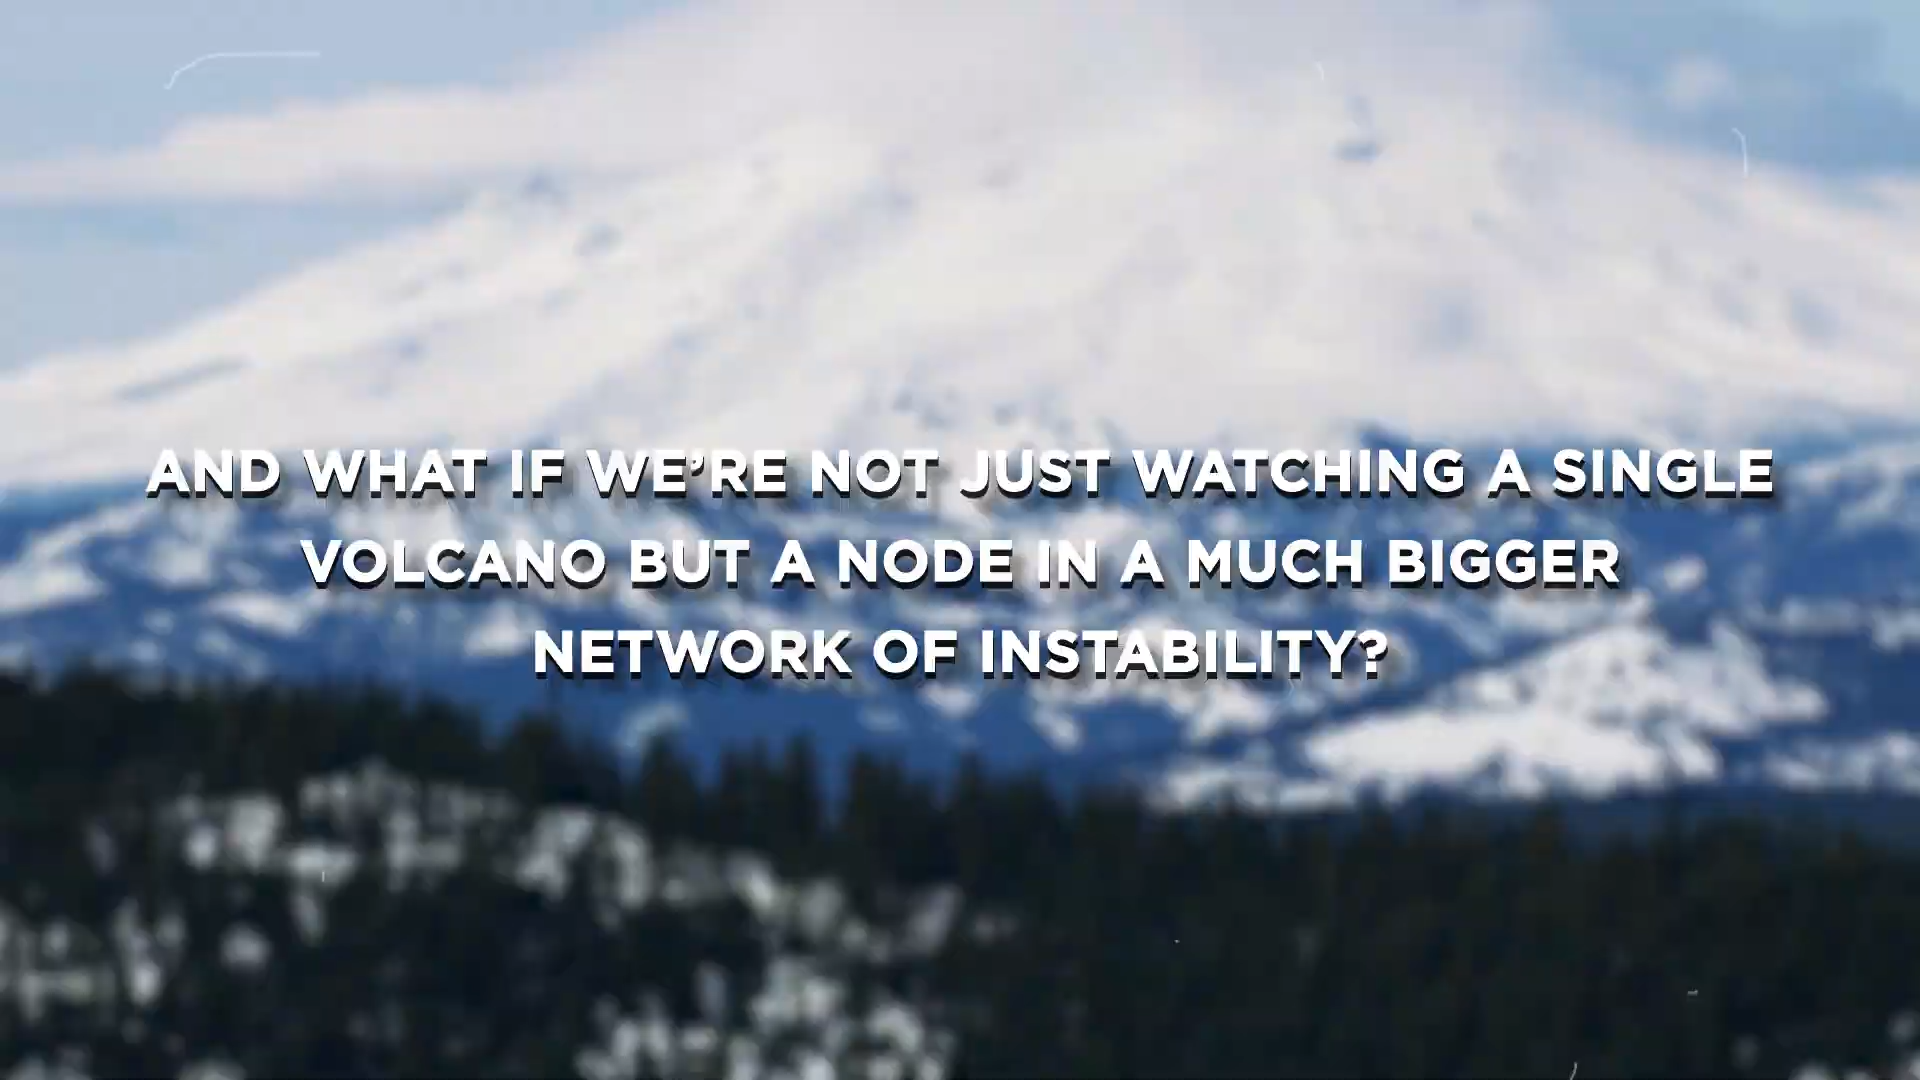 AND WHAT IF WE’RE NOT JUST WATCHING A SINGLE
VOLCANO BUT A NODE IN A MUCH BIGGER
NETWORK OF INSTABILITY?